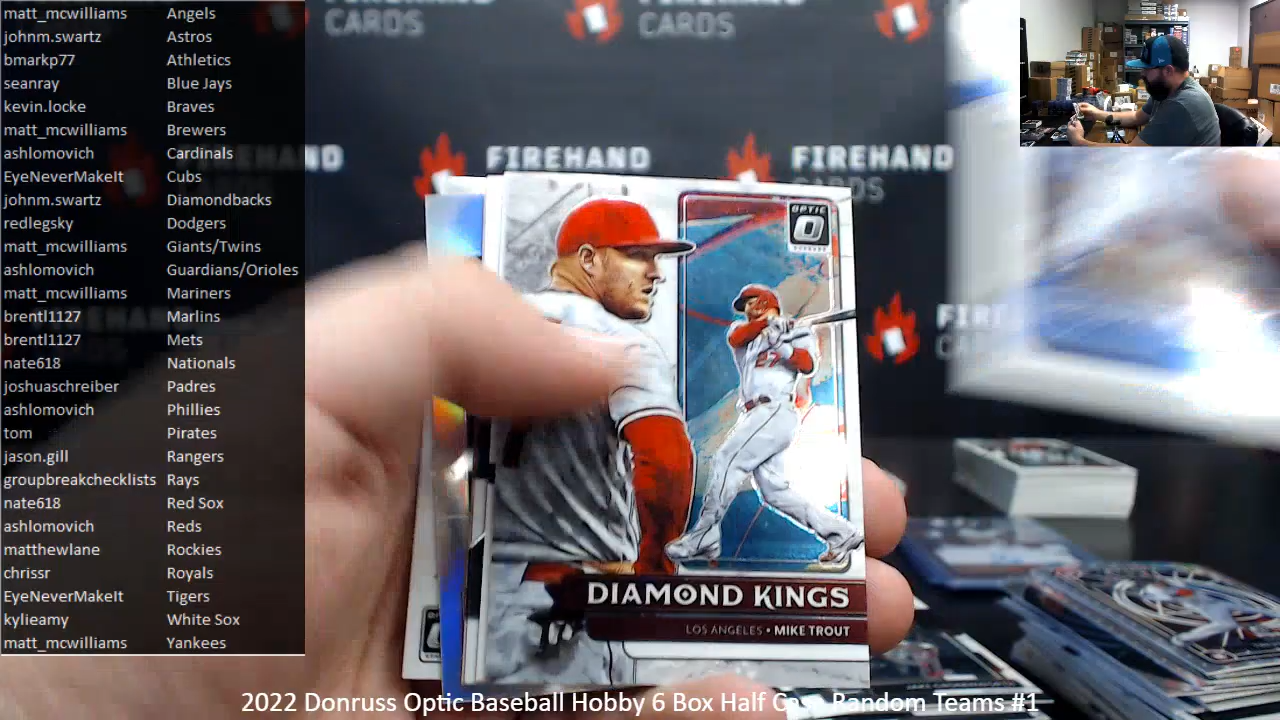 matt_mcwilliams Angels
johnm.swartz Astros
bmarkp77 Athletics
seanray Blue Jays
kevin.locke Braves
matt_mcwilliams Brewers
ashlomovich Cardinals
EyeNeverMakeIt Cubs
johnm.swartz Diamondbacks
redlegsky Dodgers
matt_mcwilliams Giants/Twins
ashlomovich Guardians/Orioles
matt_mcwilliams Mariners
brentl1127 Marlins
brentl1127 Mets
nate618 Nationals
joshuaschreiber Padres
ashlomovich Phillies
tom Pirates
jason.gill Rangers
groupbreakchecklists Rays
nate618 Red Sox
ashlomovich Reds
matthewlane Rockies
chrissr Royals
EyeNeverMakeIt Tigers
kylieamy White Sox
matt_mcwilliams Yankees
CARDS
CARDS
FIREHAND
FIREHAND
CARDS
OPTIC
DIAMOND KINGS
LOS ANGELES • MIKE TROUT
2022 Donruss Optic Baseball Hobby 6 Box Half Case Random Teams #1